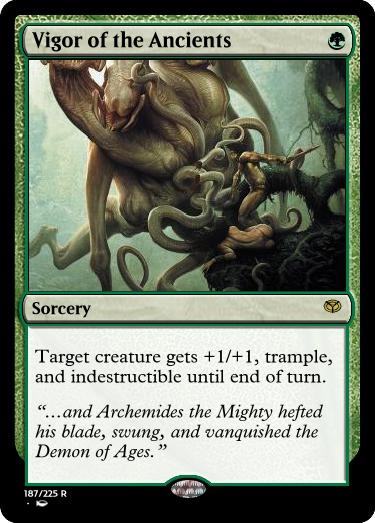 Vigor of the Ancients
Sorcery
Target creature gets +1/+1, trample,
and indestructible until end of turn.
“...and Archemides the Mighty hefted
his blade, swung, and vanquished the
Demon of Ages.”
187/225 R